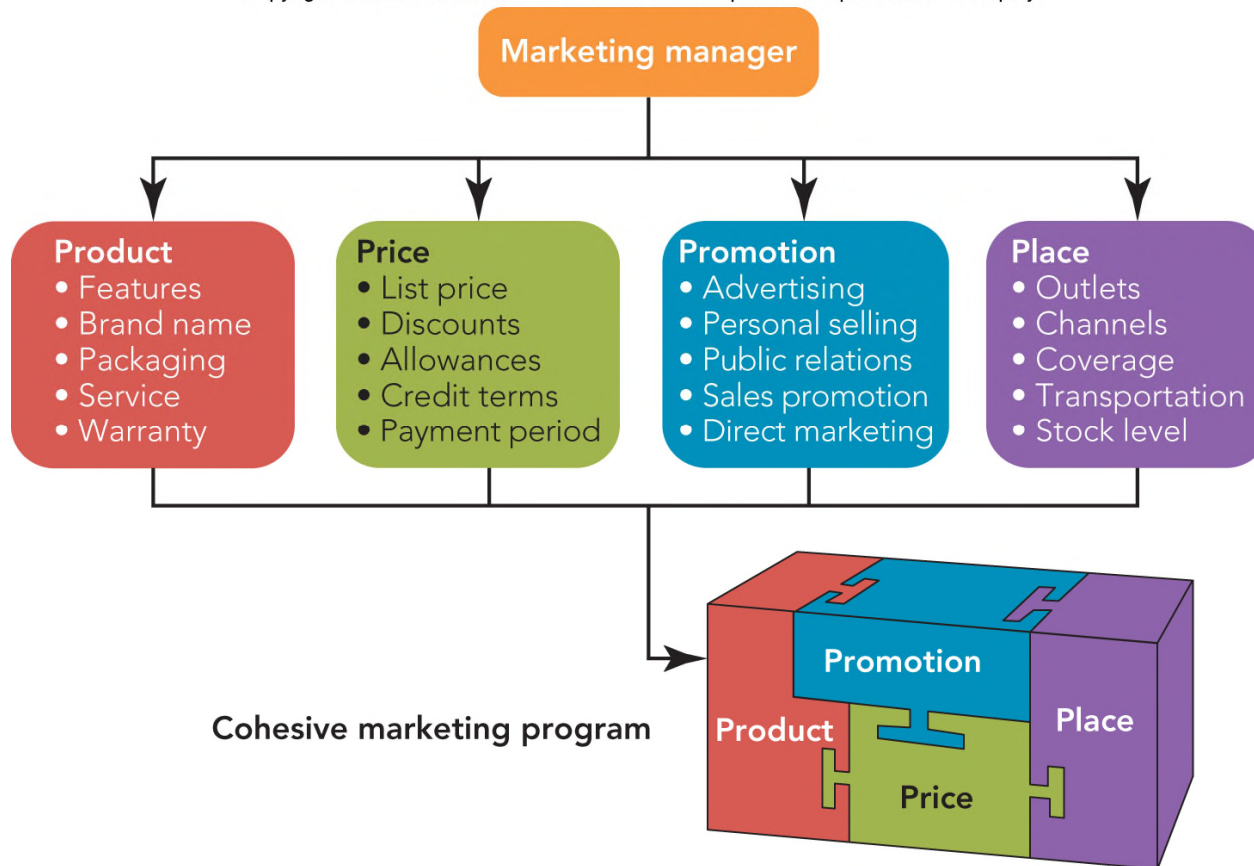 Marketing manager
Product
• Features
• Brand name
• Packaging
• Service
• Warranty
Price
• List price
• Discounts
• Allowances
• Credit terms
• Payment period
Promotion
• Advertising
• Personal selling
• Public relations
• Sales promotion
• Direct marketing
Place
• Outlets
• Channels
• Coverage
• Transportation
• Stock level
Cohesive marketing program
Promotion
Product
Place
Price